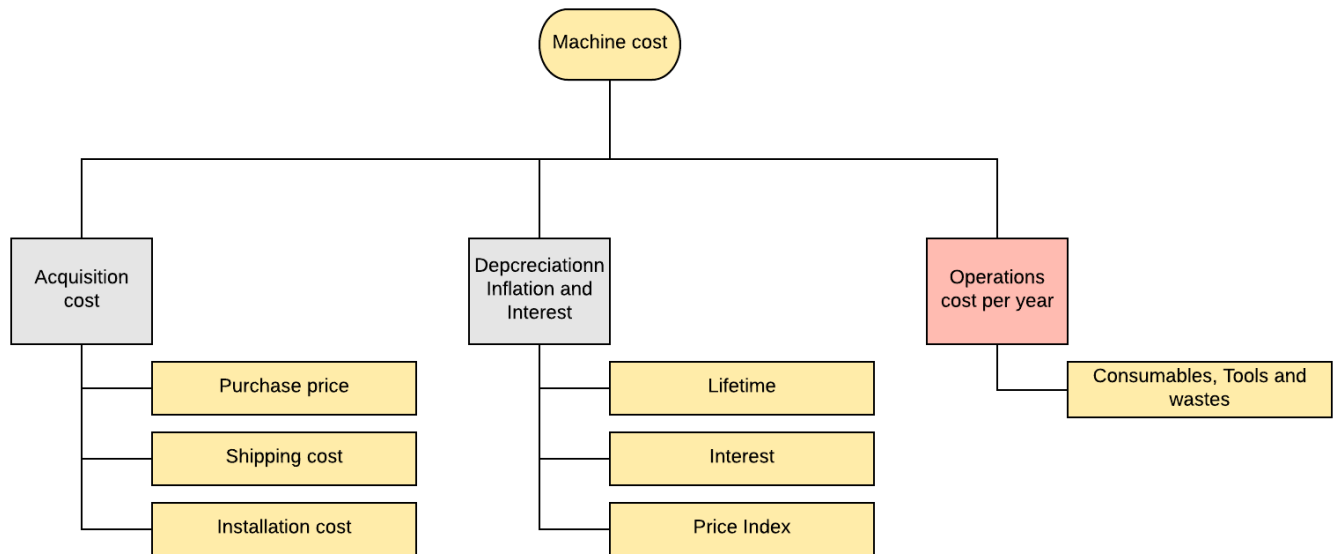 Machine cost
Acquisition
cost
Depcreciationn
Inflation and
Interest
Operations
cost per year
Purchase price
Shipping cost
Installation cost
Lifetime
Interest
Price Index
Consumables, Tools and
wastes